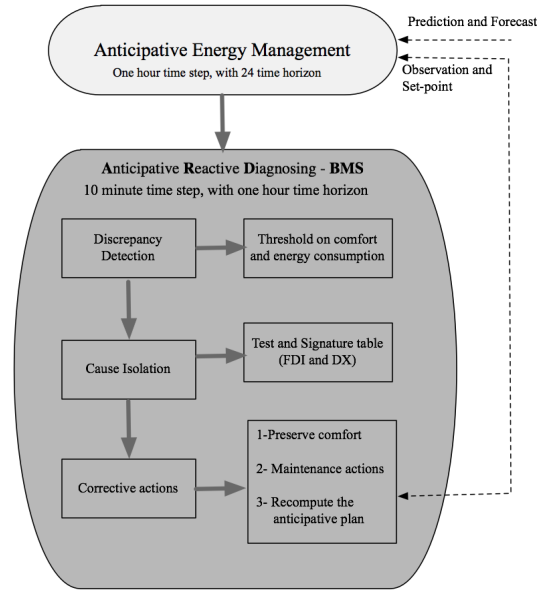 Prediction and Forecast
Anticipative Energy Management
One hour time step, with 24 time horizon
Observation and
Set-point
Anticipative Reactive Diagnosing - BMS
10 minute time step, with one hour time horizon
Discrepancy
Detection
Threshold on comfort
and energy consumption
Cause Isolation
Test and Signature table
(FDI and DX)
Corrective actions
1-Preserve comfort
2- Maintenance actions
3- Recompute the
anticipative plan